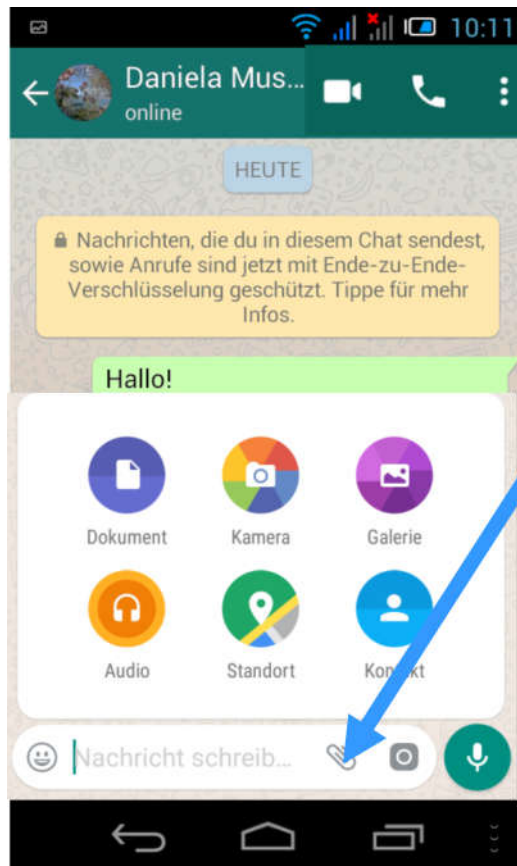 10:11
Daniela Mus...
online
HEUTE
Nachrichten, die du in diesem Chat sendest,
sowie Anrufe sind jetzt mit Ende-zu-Ende-
Verschlüsselung geschützt. Tippe für mehr
Infos.
Hallo!
Dokument Kamera Galerie
Audio Standort Kontakt
Nachricht schreib...